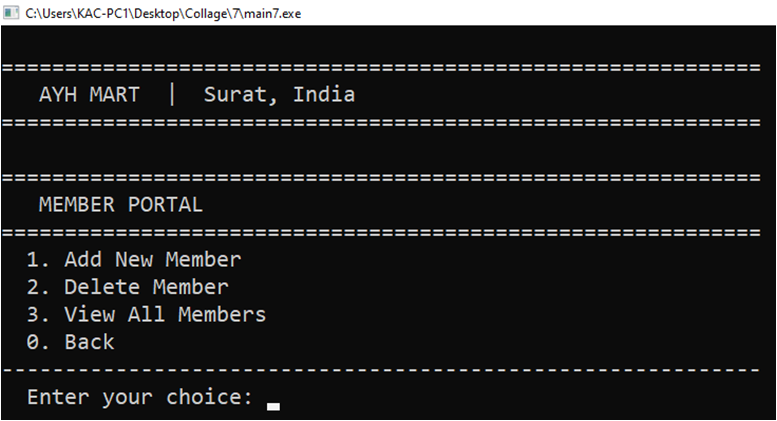 C:\Users\KAC-PC1\Desktop\Collage\7\main7.exe
============================================================
AYH MART | Surat, India
============================================================
============================================================
MEMBER PORTAL
============================================================
1. Add New Member
2. Delete Member
3. View All Members
0. Back
------------------------------------------------------------
Enter your choice: